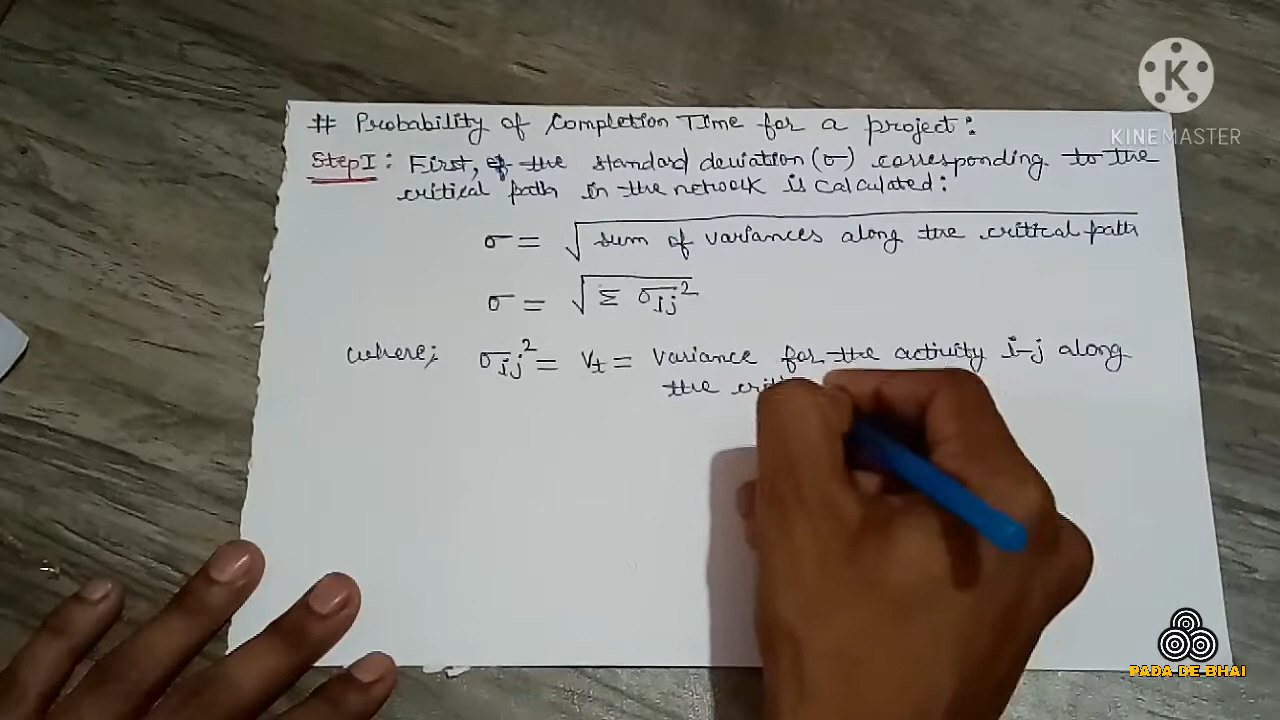 # Probability of Completion Time for a project:
Step I: First, of the standard deviation (σ) corresponding to the
critical path in the network is calculated:
σ = √sum of variances along the critical path
σ = √Σ σij²
where; σij² = Vt = variance for the activity i-j along
the crit
KINEMASTER
PADA DE BHAI